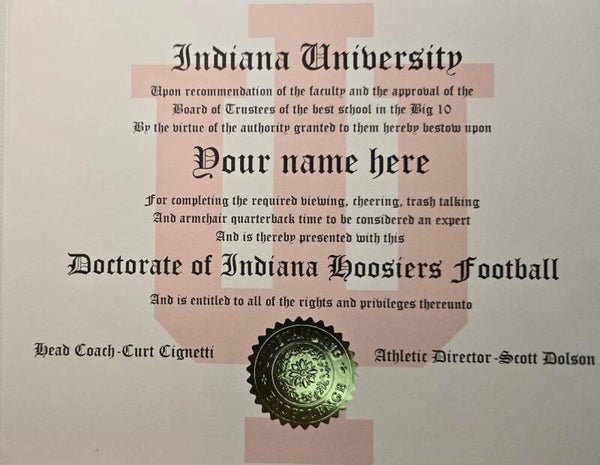 Indiana University
Upon recommendation of the faculty and the approval of the
Board of Trustees of the best school in the Big 10
By the virtue of the authority granted to them hereby bestow upon
Your name here
For completing the required viewing, cheering, trash talking
And armchair quarterback time to be considered an expert
And is thereby presented with this
Doctorate of Indiana Hoosiers Football
And is entitled to all of the rights and privileges thereunto
Head Coach-Curt Cignetti
Athletic Director-Scott Dolson
EXCELLENCE